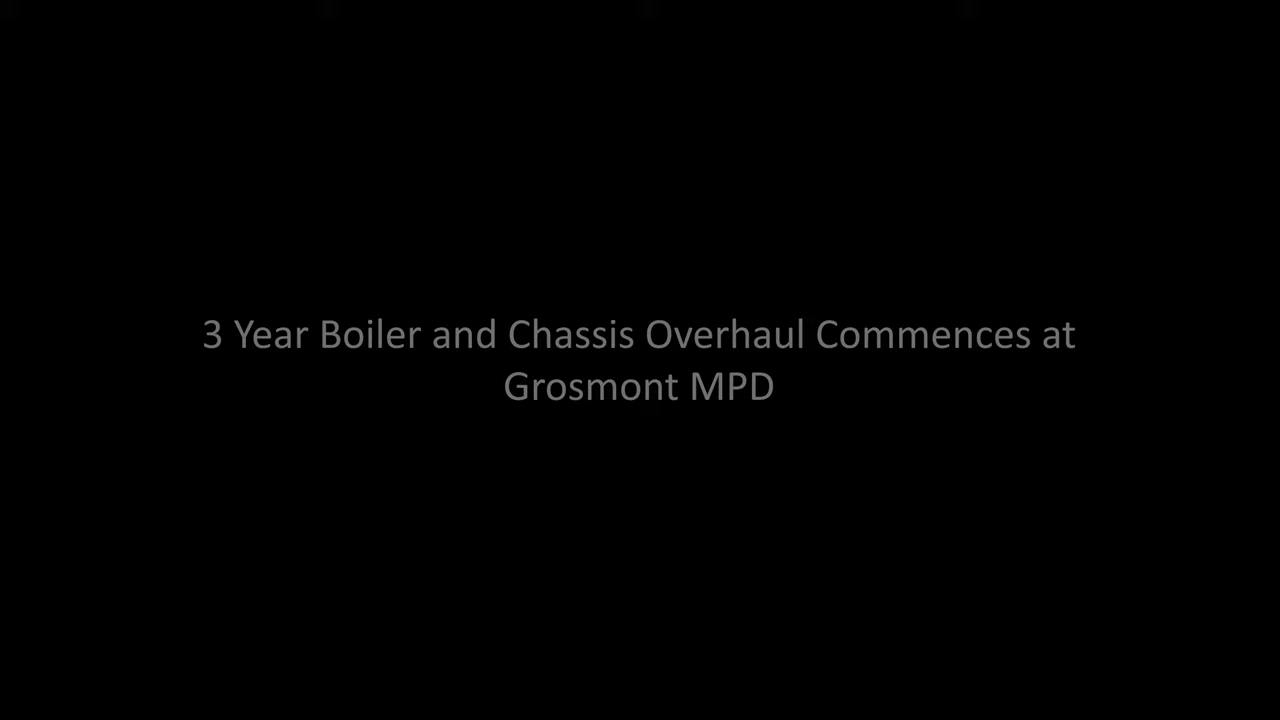 3 Year Boiler and Chassis Overhaul Commences at
Grosmont MPD